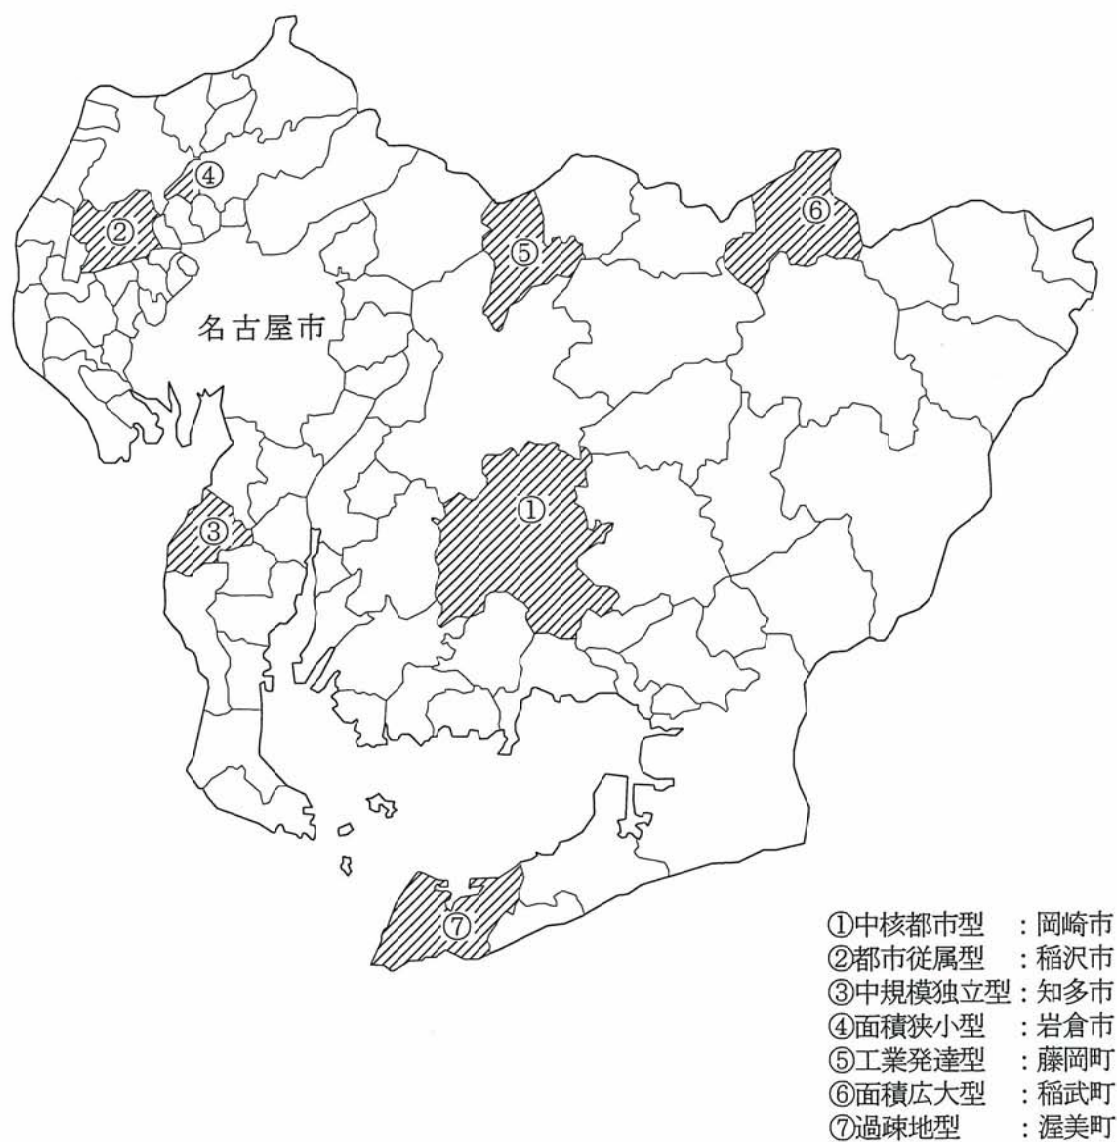 ④
⑥
②
⑤
名古屋市
①
③
⑦
①中核都市型　：岡崎市
②都市従属型　：稲沢市
③中規模独立型：知多市
④面積狭小型　：岩倉市
⑤工業発達型　：藤岡町
⑥面積広大型　：稲武町
⑦過疎地型　　：渥美町